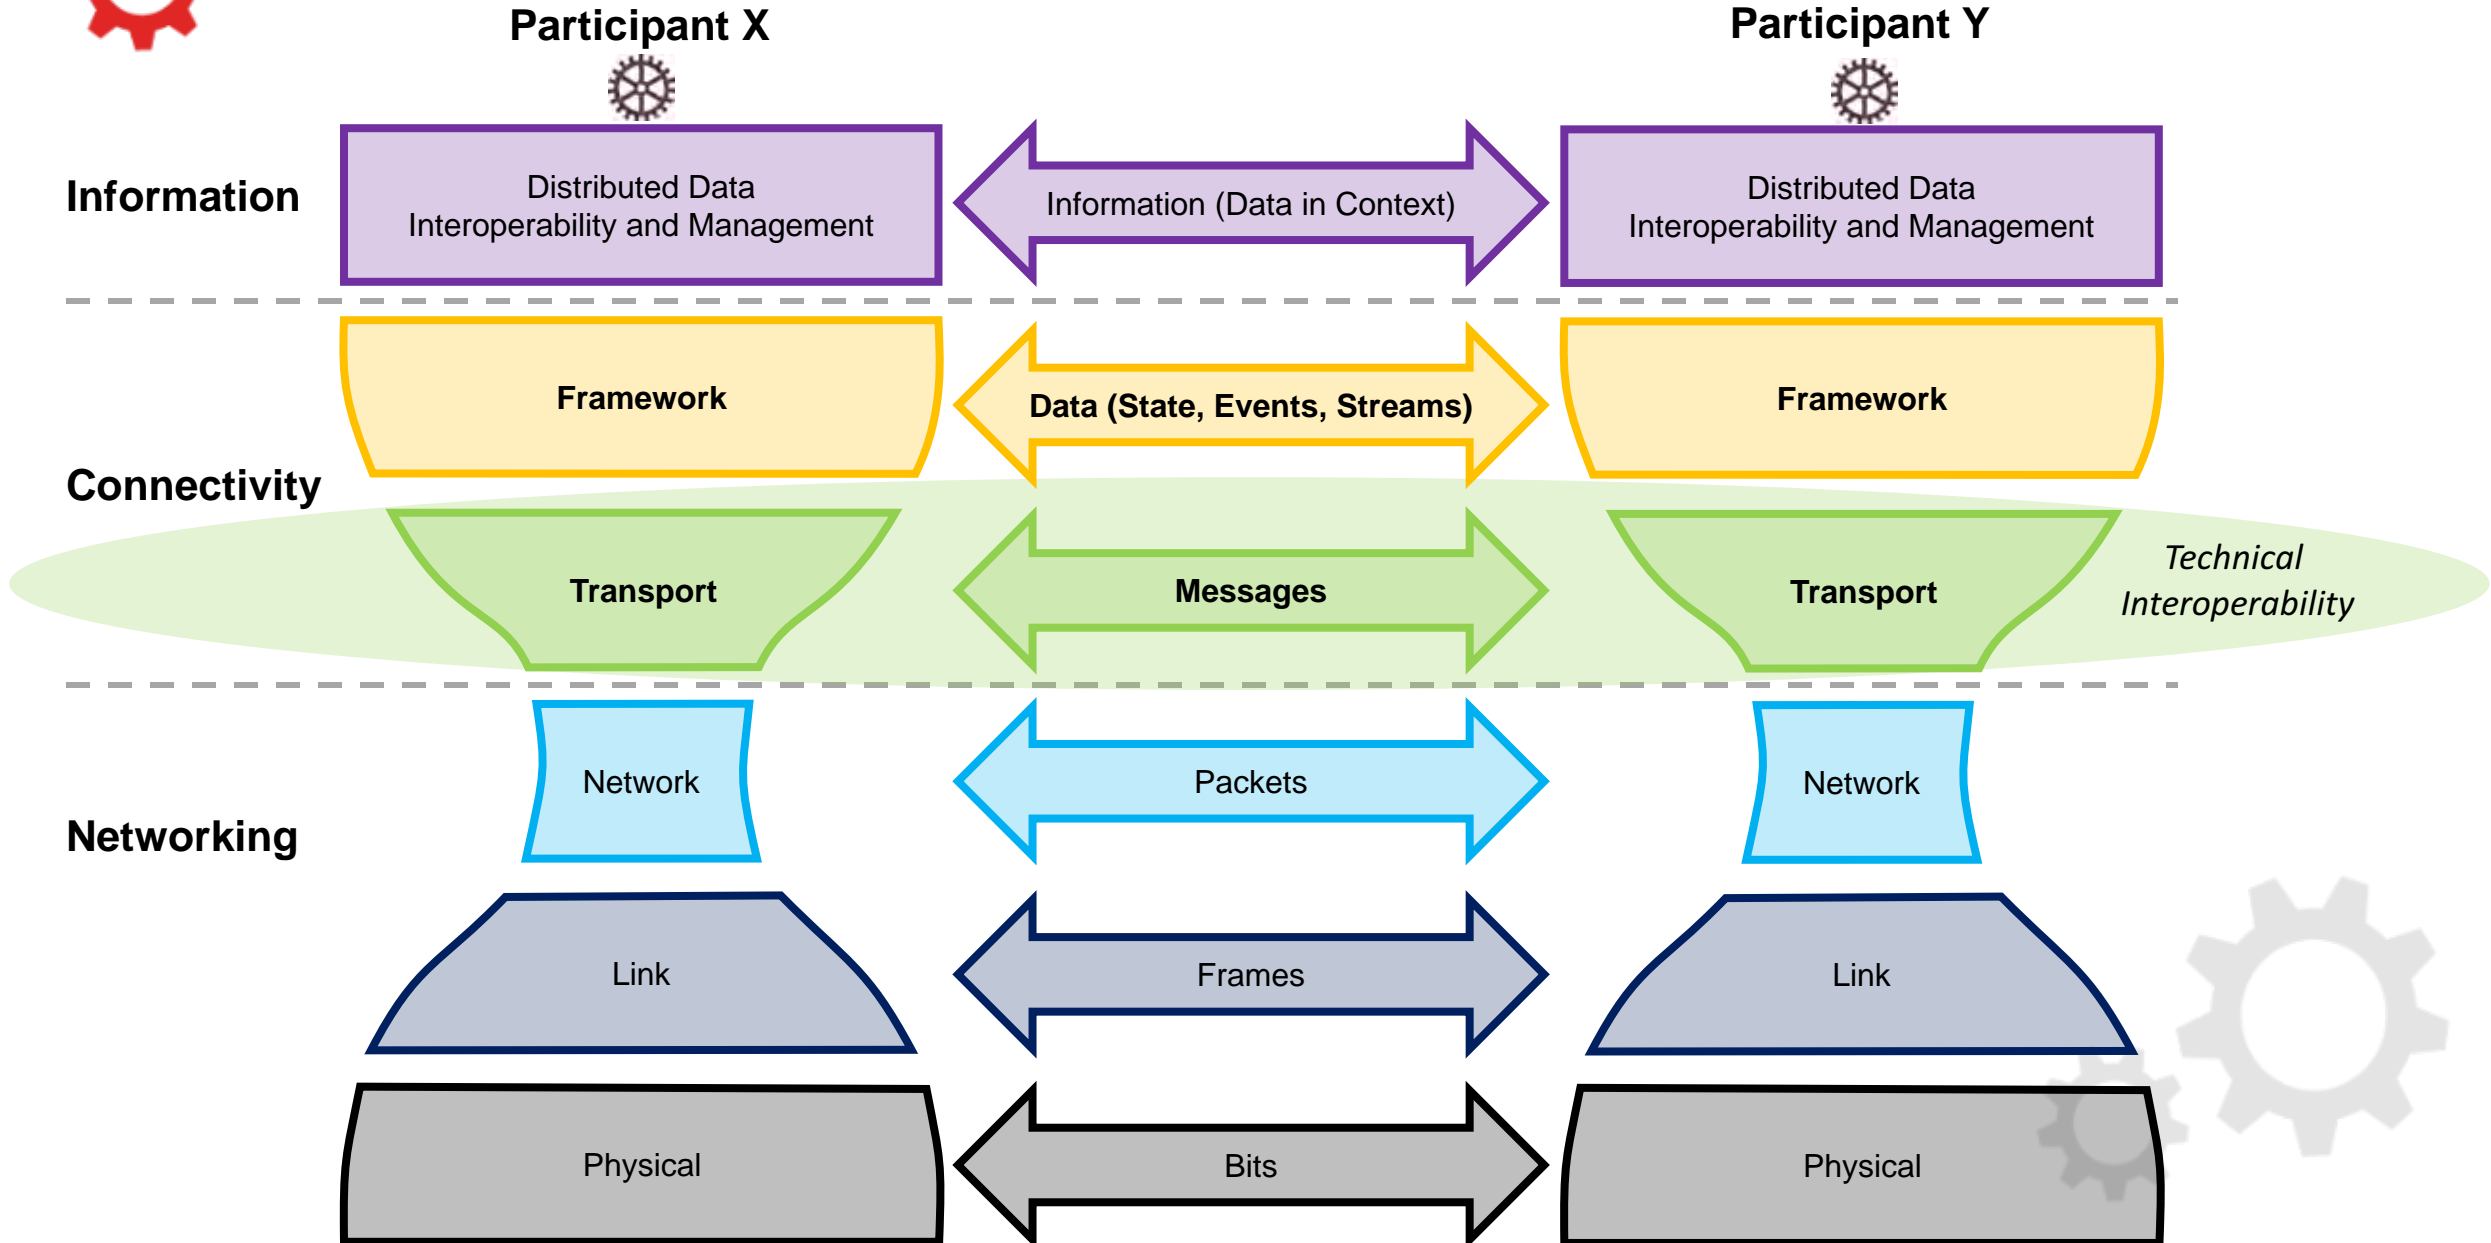 Participant X
Participant Y
Information
Distributed Data
Interoperability and Management
Information (Data in Context)
Distributed Data
Interoperability and Management
Connectivity
Framework
Data (State, Events, Streams)
Framework
Transport
Messages
Transport
Technical
Interoperability
Networking
Network
Packets
Network
Link
Frames
Link
Physical
Bits
Physical